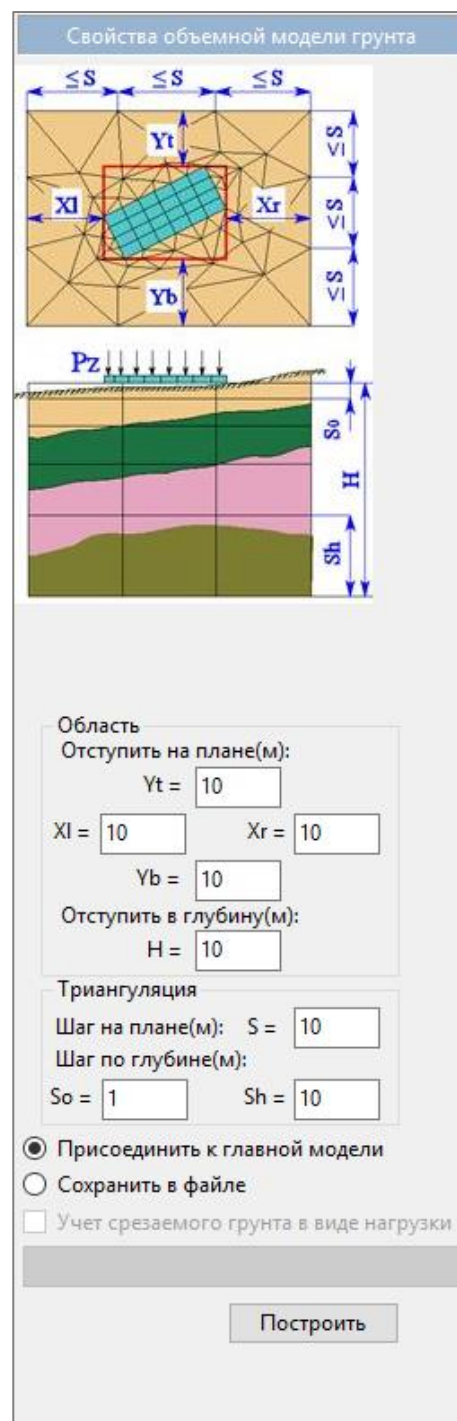 Свойства объемной модели грунта
≤ S ≤ S ≤ S
Yt
≤ S
Xl Xr
≤ S
Yb
≤ S
Pz
S0
H
Sh
Область
Отступить на плане(м):
Yt = 10
Xl = 10 Xr = 10
Yb = 10
Отступить в глубину(м):
H = 10
Триангуляция
Шаг на плане(м): S = 10
Шаг по глубине(м):
So = 1 Sh = 10
Присоединить к главной модели
Сохранить в файле
Учет срезаемого грунта в виде нагрузки
Построить